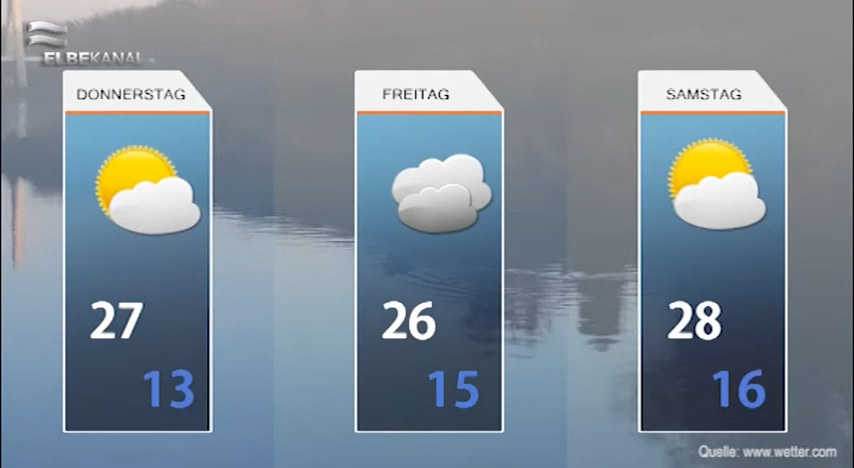 ELBEKANAL
DONNERSTAG
FREITAG
SAMSTAG
27
26
28
13
15
16
Quelle: www.wetter.com